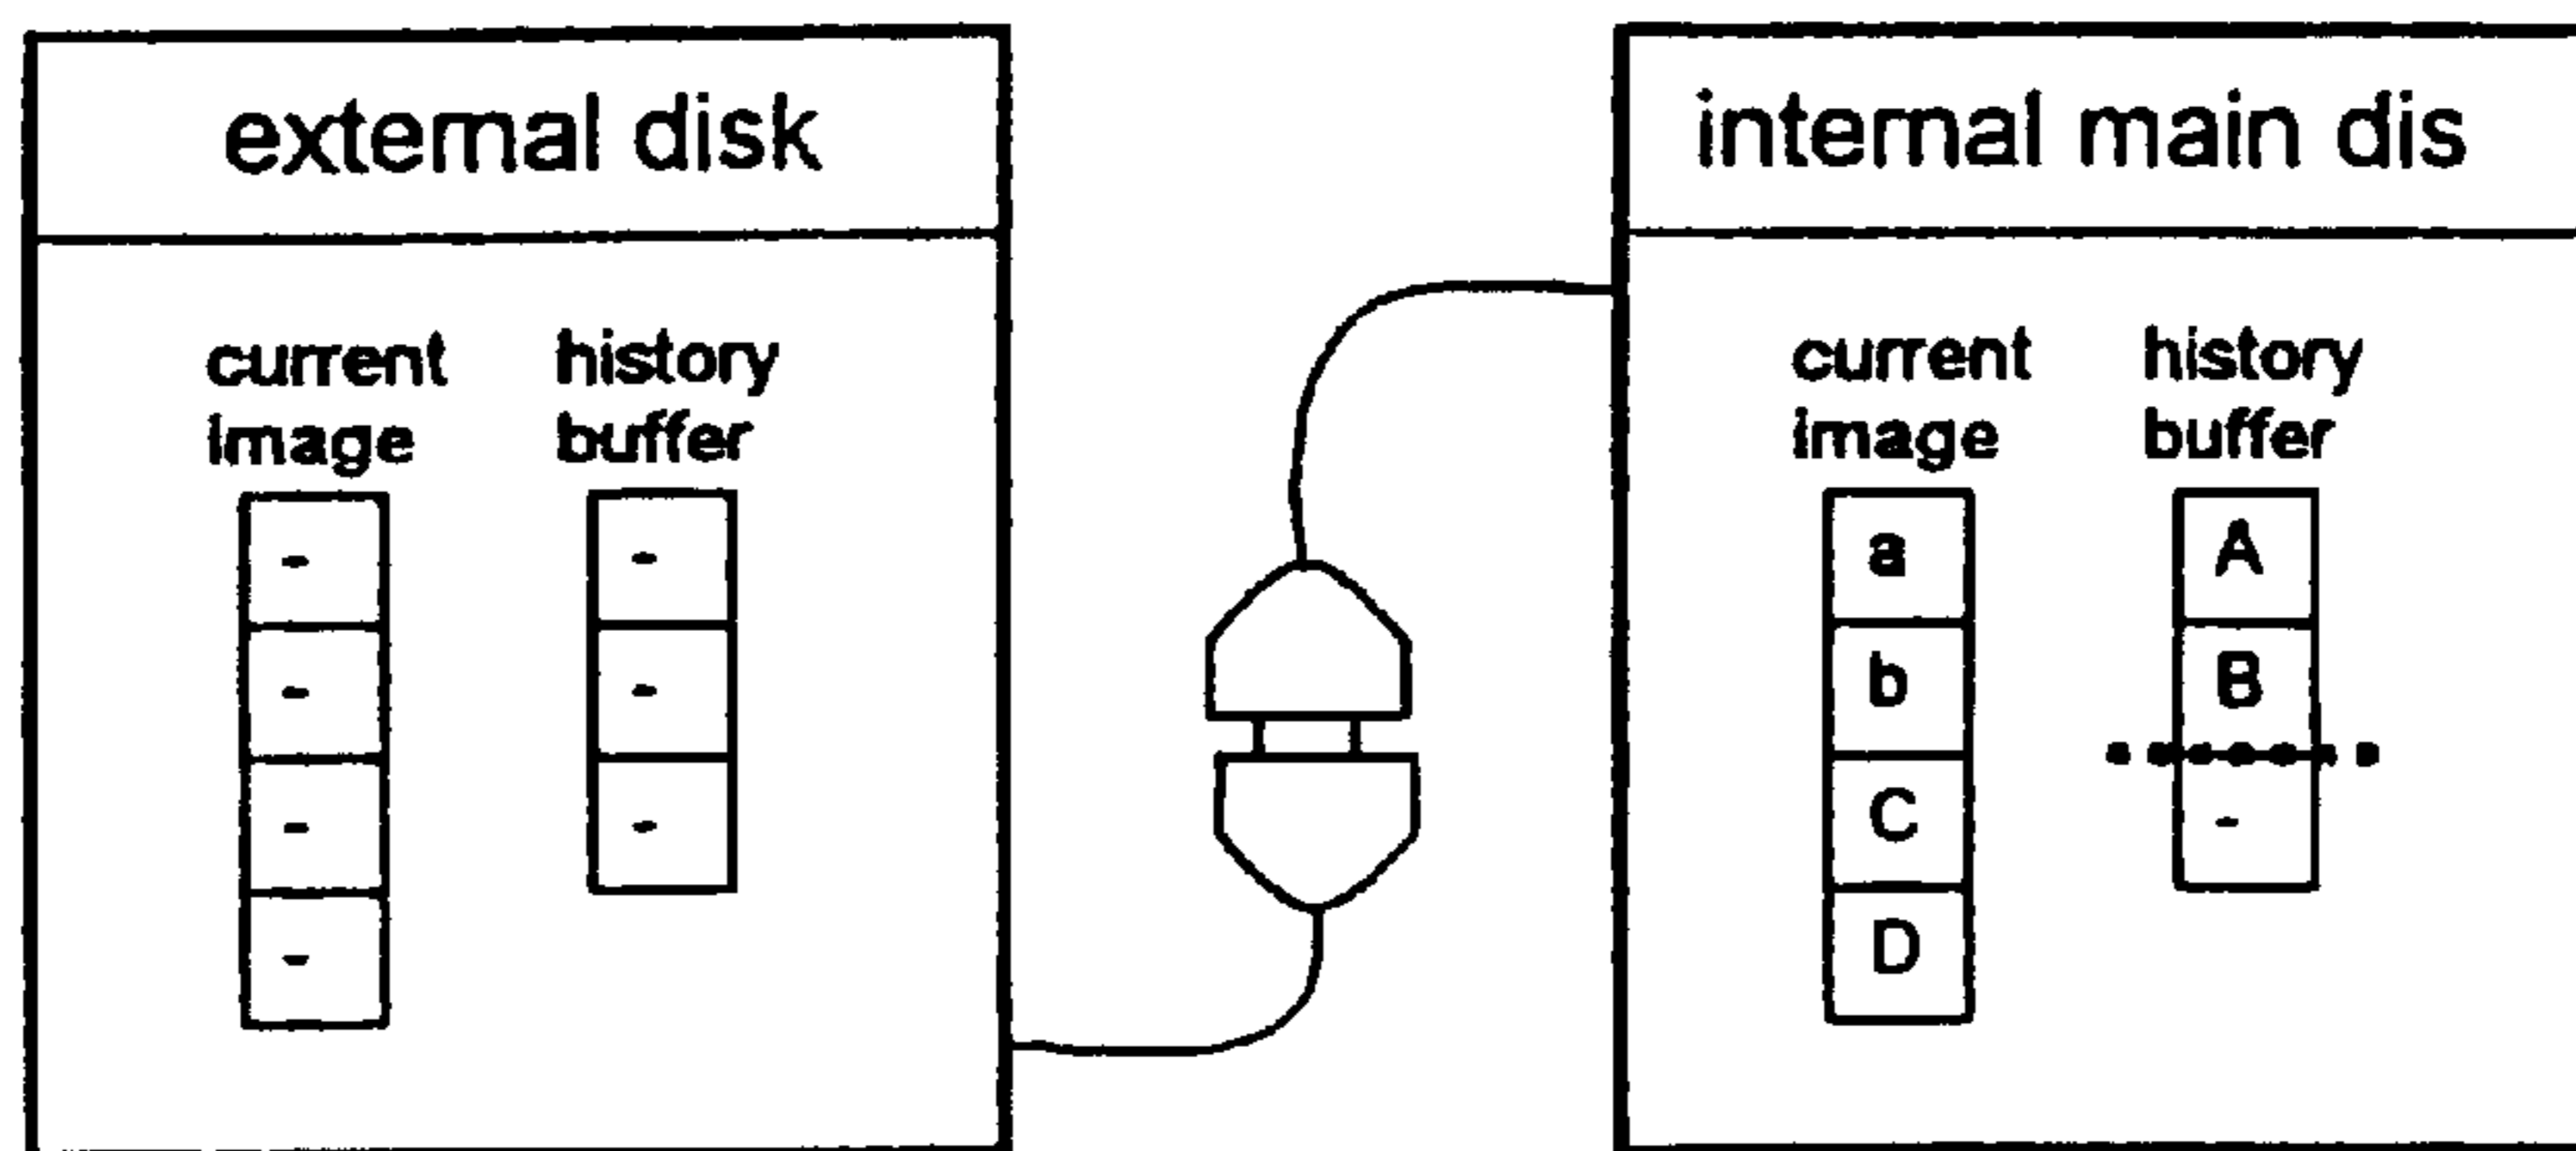 external disk
current history
image buffer
-
-
-
-
-
-
-
internal main dis
current history
image buffer
a A
b B
C -
D